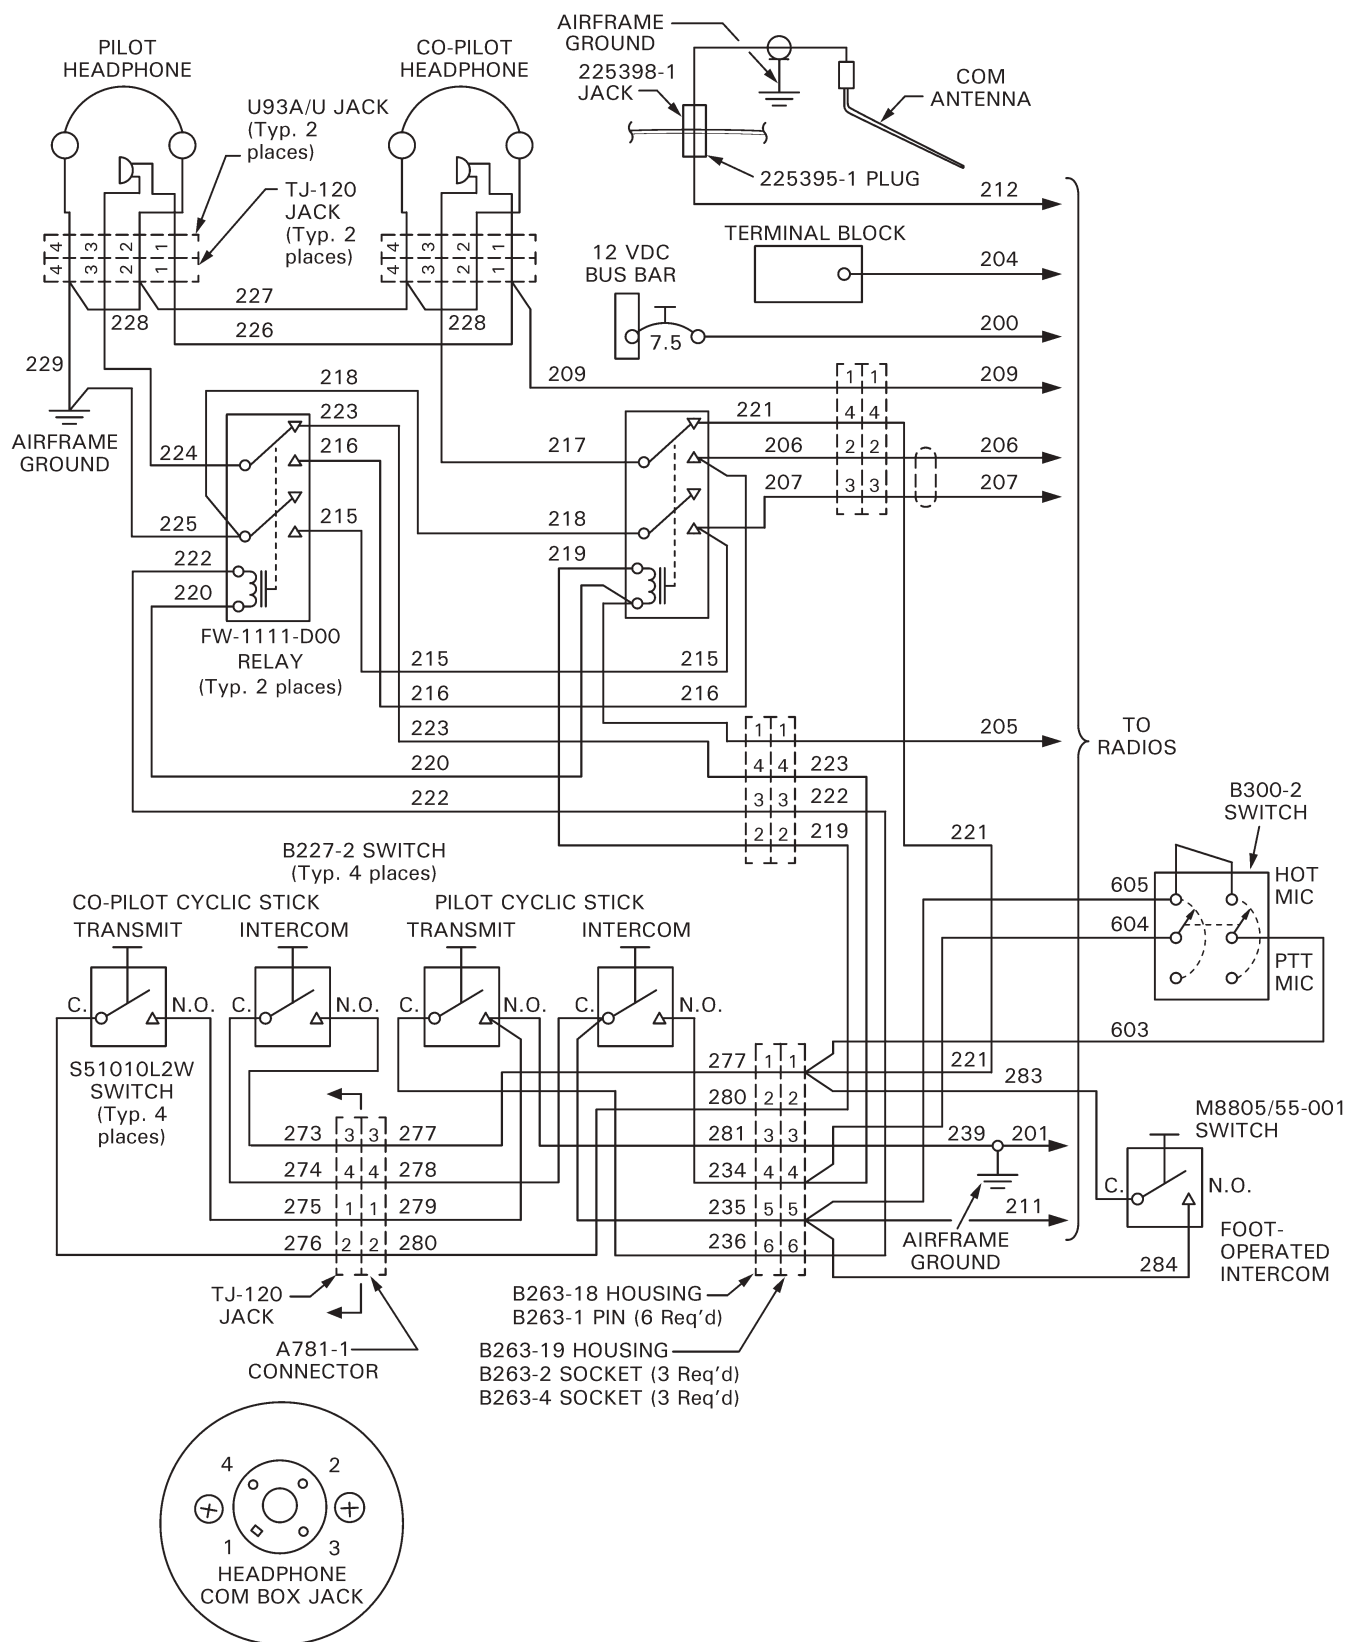 AIRFRAME
GROUND
PILOT
HEADPHONE
CO-PILOT
HEADPHONE
225398-1
JACK
COM
ANTENNA
U93A/U JACK
(Typ. 2
places)
TJ-120
JACK
(Typ. 2
places)
225395-1 PLUG
212
4 3 2 1
4 3 2 1
4 3 2 1
4 3 2 1
TERMINAL BLOCK
204
12 VDC
BUS BAR
7.5
200
227
228
226
228
229
209
1 1
209
218
223
221
4 4
AIRFRAME
GROUND
224
216
217
206
2 2
206
207
3 3
207
225
215
218
222
219
220
FW-1111-D00
RELAY
(Typ. 2 places)
215
215
216
216
223
1 1
205
TO
RADIOS
220
4 4
223
222
3 3
222
2 2
219
221
B300-2
SWITCH
B227-2 SWITCH
(Typ. 4 places)
HOT
MIC
605
604
PTT
MIC
603
CO-PILOT CYCLIC STICK
PILOT CYCLIC STICK
TRANSMIT
INTERCOM
TRANSMIT
INTERCOM
C.
N.O.
C.
N.O.
C.
N.O.
C.
N.O.
S51010L2W
SWITCH
(Typ. 4
places)
277
1 1
221
283
280
2 2
M8805/55-001
SWITCH
273
3 3
277
281
3 3
239
201
274
4 4
278
234
4 4
C.
N.O.
275
1 1
279
235
5 5
211
276
2 2
280
236
6 6
AIRFRAME
GROUND
FOOT-
OPERATED
INTERCOM
284
TJ-120
JACK
B263-18 HOUSING
B263-1 PIN (6 Req'd)
A781-1
CONNECTOR
B263-19 HOUSING
B263-2 SOCKET (3 Req'd)
B263-4 SOCKET (3 Req'd)
4
2
1
3
HEADPHONE
COM BOX JACK